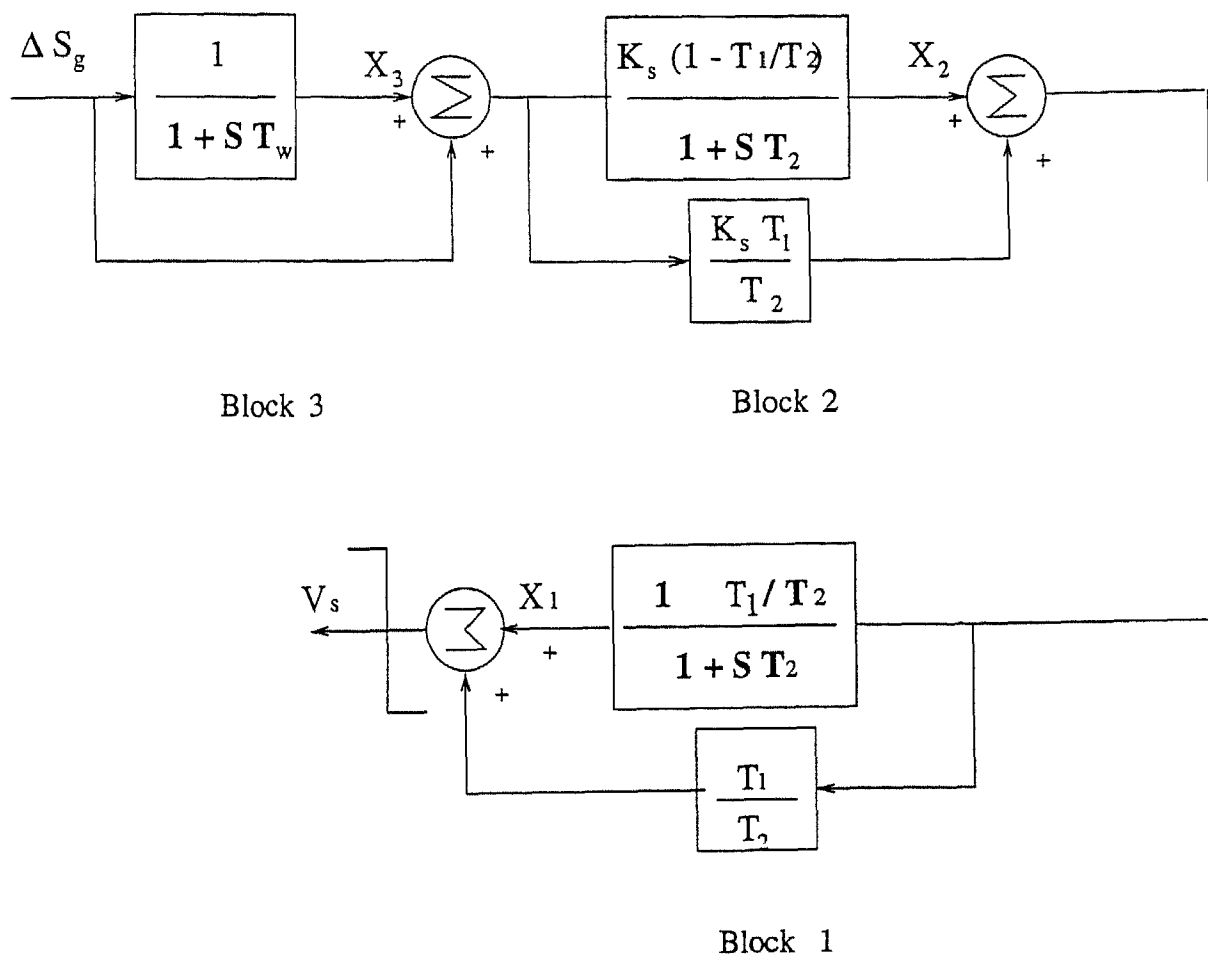 Δ S_g
1
1 + S T_w
X_3
Σ
+
+
K_s (1 - T_1/T_2)
1 + S T_2
X_2
Σ
+
+
K_s T_1
T_2
Block 3
Block 2
V_s
Σ
X_1
+
+
1 T_1 / T_2
1 + S T_2
T_1
T_2
Block 1